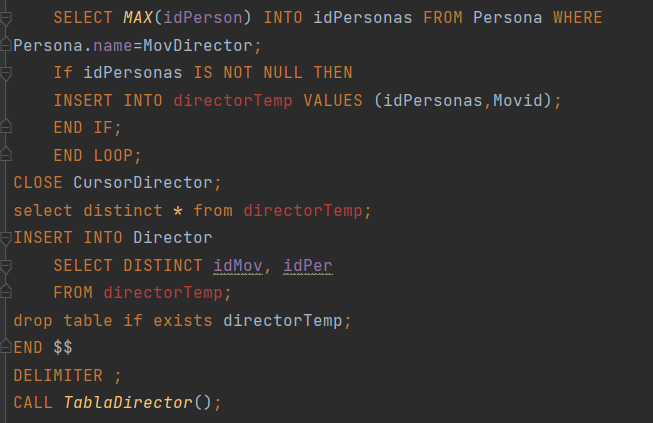 SELECT MAX(idPerson) INTO idPersonas FROM Persona WHERE
Persona.name=MovDirector;
If idPersonas IS NOT NULL THEN
INSERT INTO directorTemp VALUES (idPersonas,Movid);
END IF;
END LOOP;
CLOSE CursorDirector;
select distinct * from directorTemp;
INSERT INTO Director
SELECT DISTINCT idMov, idPer
FROM directorTemp;
drop table if exists directorTemp;
END $$
DELIMITER ;
CALL TablaDirector();